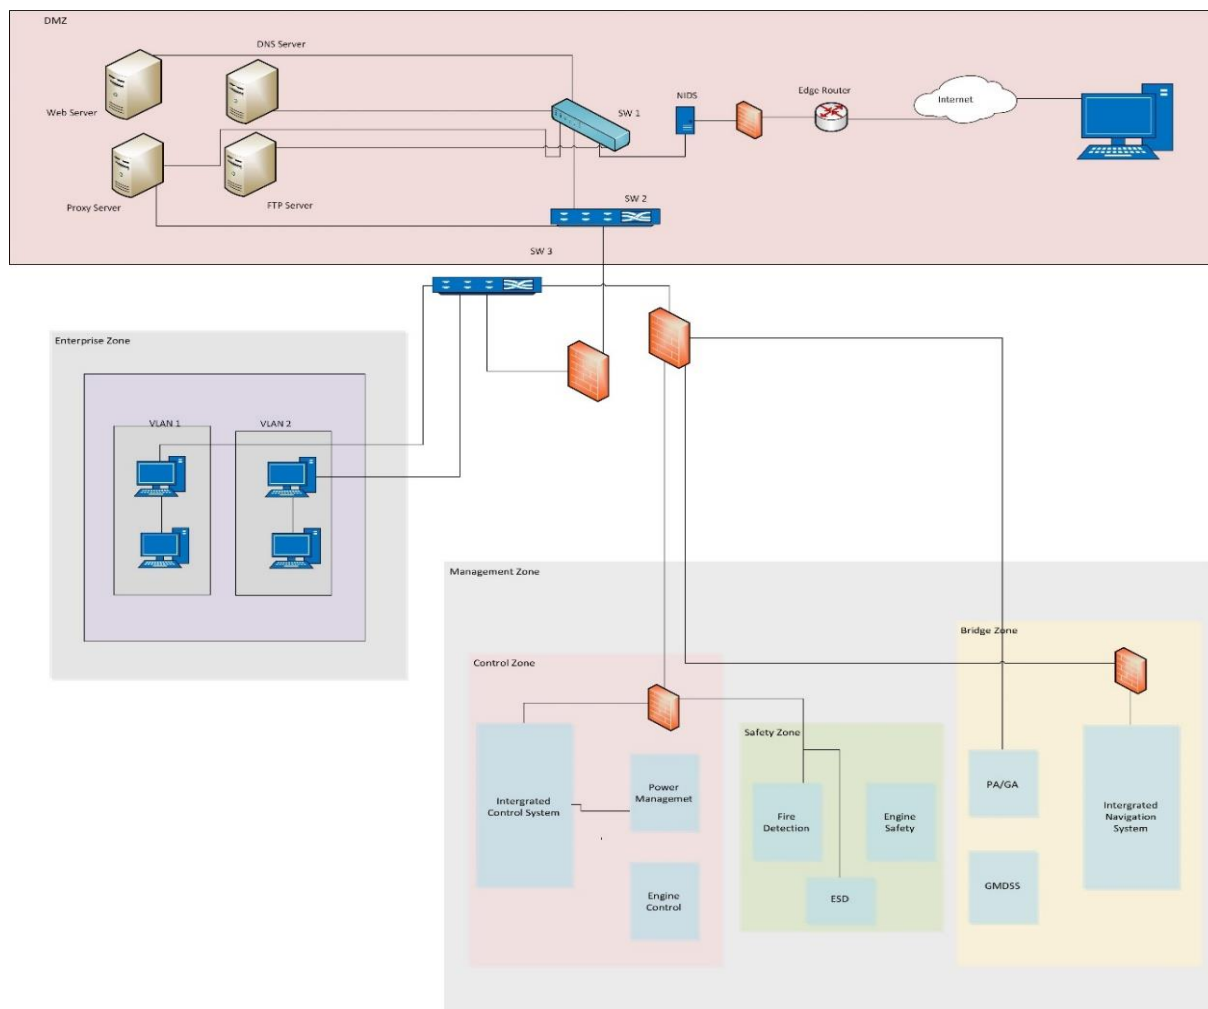 DMZ
DNS Server
Web Server
SW 1
NIDS
Edge Router
Internet
Proxy Server
FTP Server
SW 2
SW 3
Enterprise Zone
VLAN 1
VLAN 2
Management Zone
Bridge Zone
Control Zone
Safety Zone
Intergrated
Control System
Power
Managemet
Engine
Control
Fire
Detection
Engine
Safety
ESD
PA/GA
GMDSS
Intergrated
Navigation
System